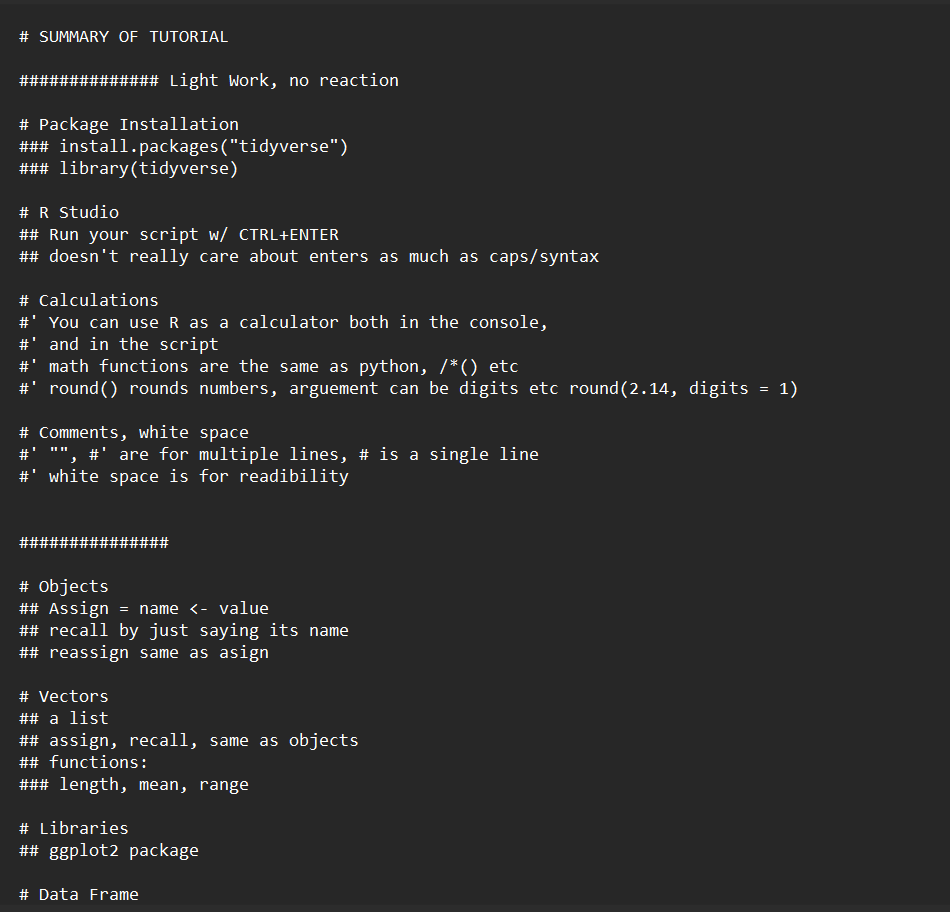 # SUMMARY OF TUTORIAL
############## Light Work, no reaction
# Package Installation
### install.packages("tidyverse")
### library(tidyverse)
# R Studio
## Run your script w/ CTRL+ENTER
## doesn't really care about enters as much as caps/syntax
# Calculations
#' You can use R as a calculator both in the console,
#' and in the script
#' math functions are the same as python, /*() etc
#' round() rounds numbers, arguement can be digits etc round(2.14, digits = 1)
# Comments, white space
#' "", #' are for multiple lines, # is a single line
#' white space is for readibility
###############
# Objects
## Assign = name <- value
## recall by just saying its name
## reassign same as asign
# Vectors
## a list
## assign, recall, same as objects
## functions:
### length, mean, range
# Libraries
## ggplot2 package
# Data Frame